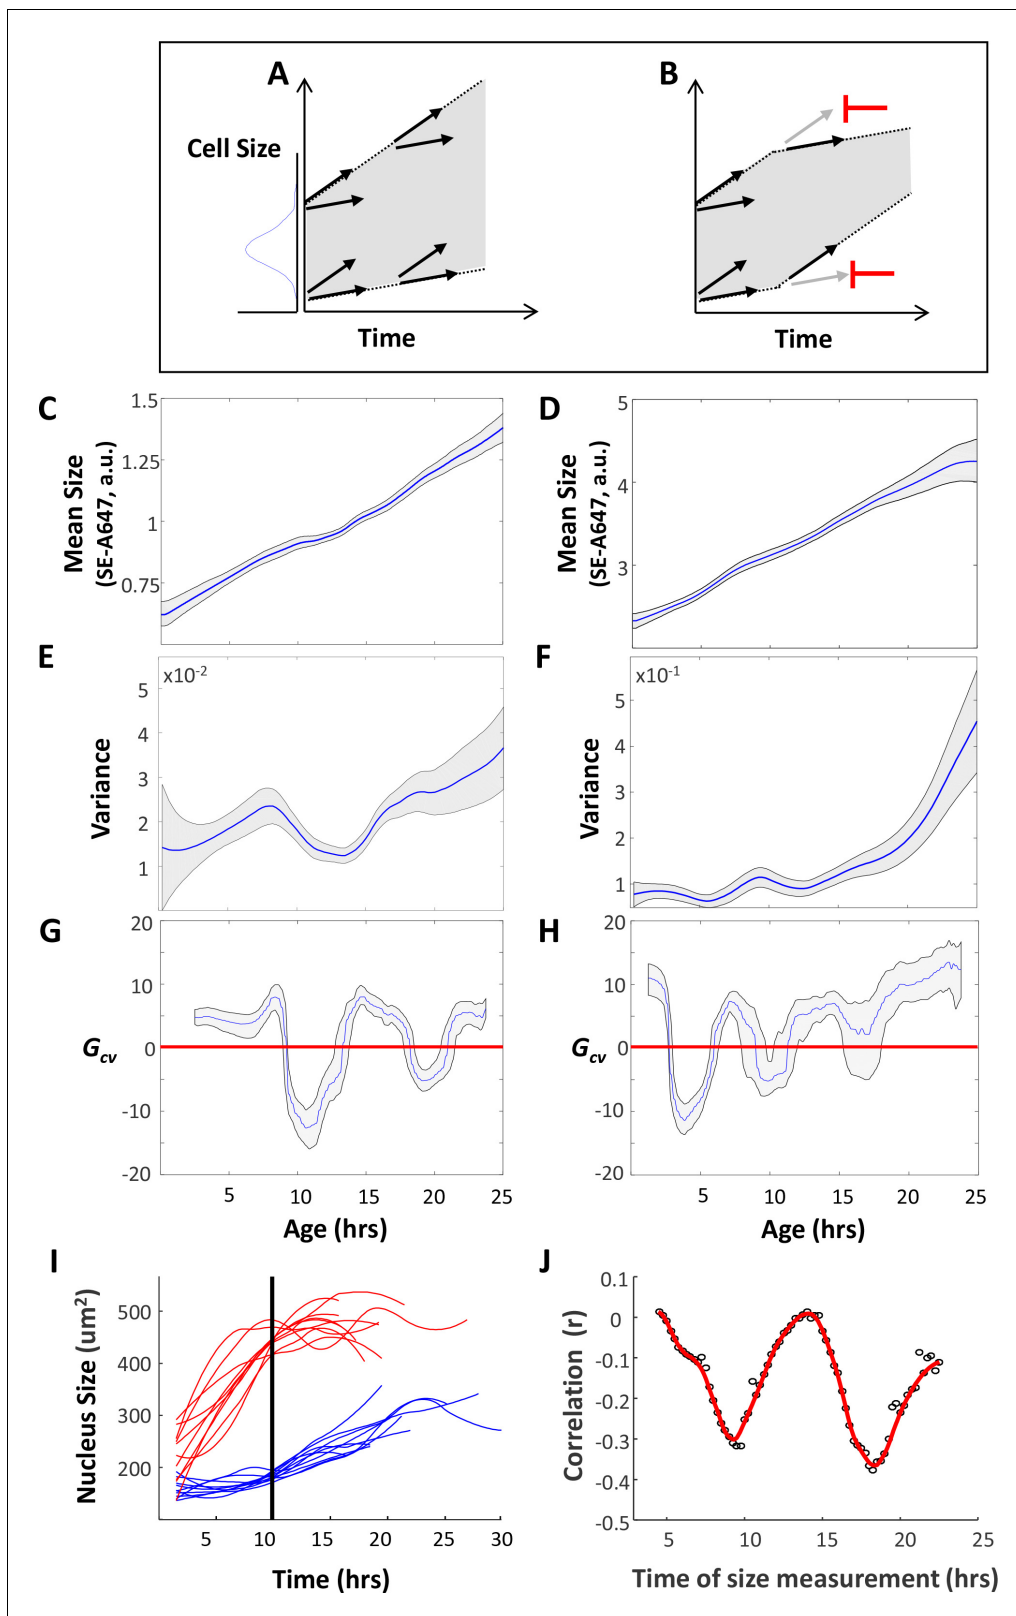 A
B
Cell Size
Time
Time
C
D
1.5
1.25
1
0.75
Mean Size
(SE-A647, a.u.)
5
4
3
Mean Size
(SE-A647, a.u.)
E
F
x10-2
5
4
3
2
1
Variance
x10-1
5
4
3
2
1
Variance
G
H
20
10
0
-10
-20
Gcv
5 10 15 20 25
Age (hrs)
20
10
0
-10
-20
Gcv
5 10 15 20 25
Age (hrs)
I
J
500
400
300
200
Nucleus Size (um2)
5 10 15 20 25 30
Time (hrs)
0.1
0
-0.1
-0.2
-0.3
-0.4
-0.5
Correlation (r)
5 10 15 20 25
Time of size measurement (hrs)